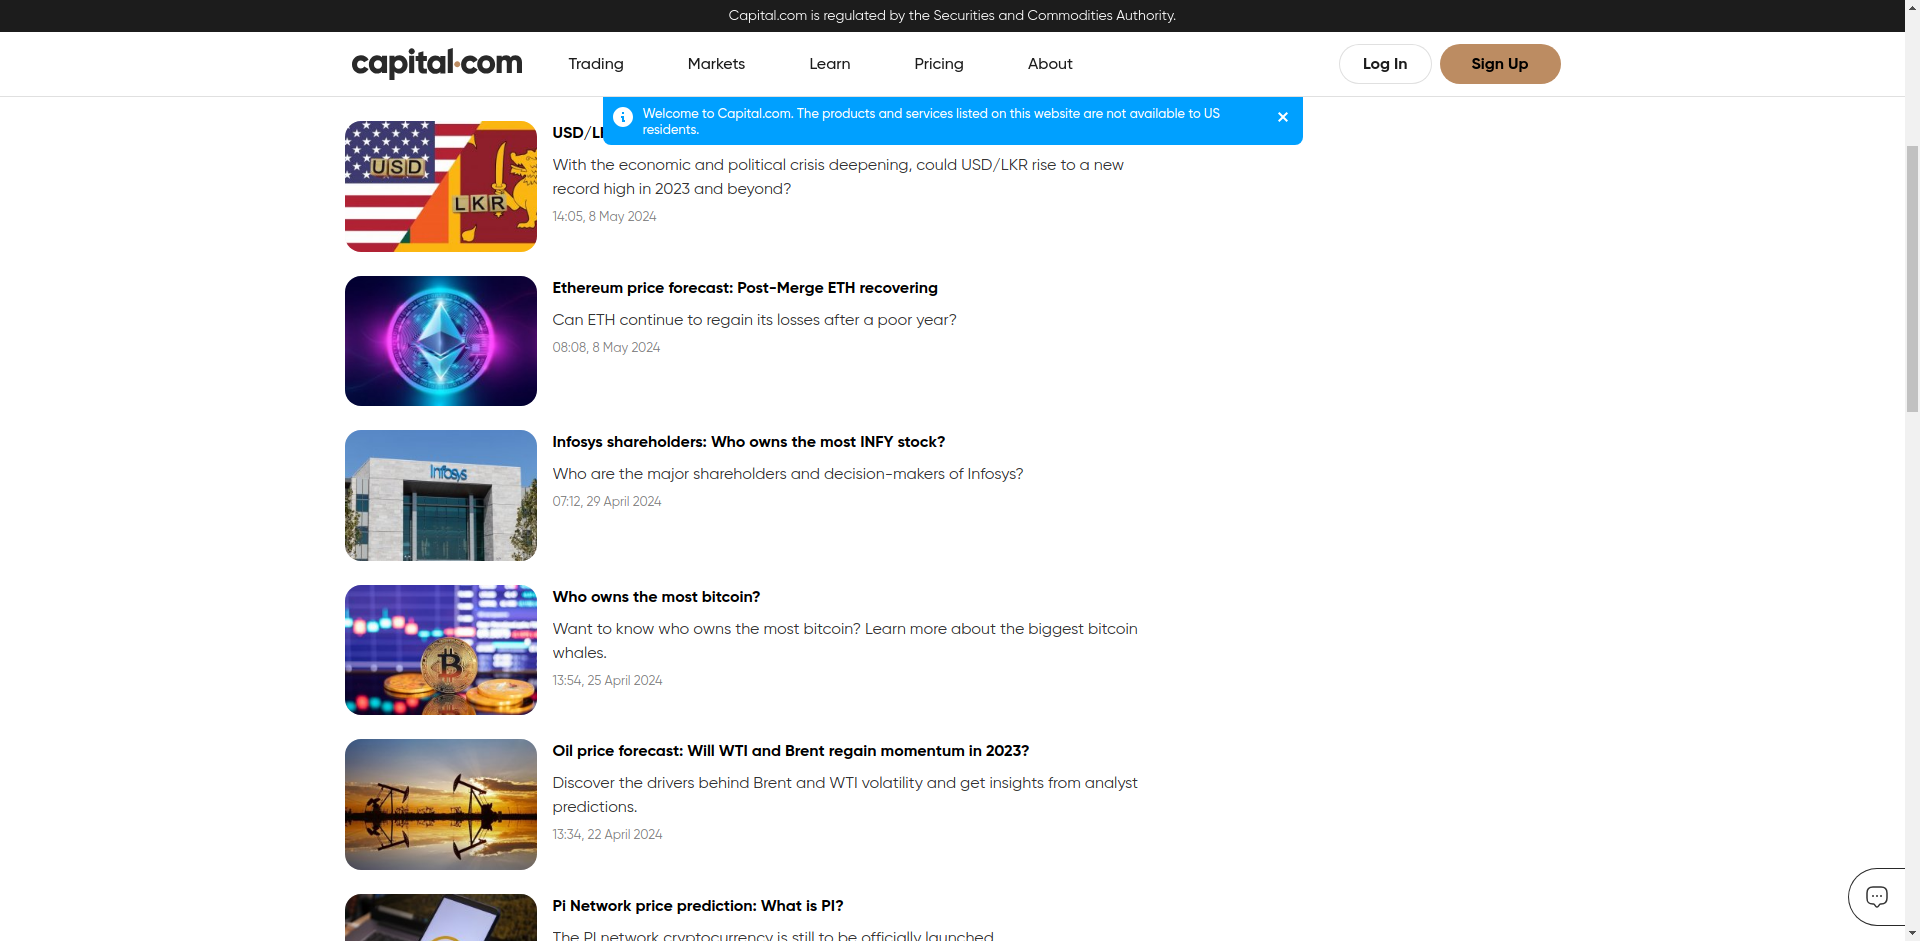 Capital.com is regulated by the Securities and Commodities Authority.
capital.com
Trading
Markets
Learn
Pricing
About
Log In
Sign Up
Welcome to Capital.com. The products and services listed on this website are not available to US
residents.
USD
LKR
With the economic and political crisis deepening, could USD/LKR rise to a new
record high in 2023 and beyond?
14:05, 8 May 2024
Ethereum price forecast: Post-Merge ETH recovering
Can ETH continue to regain its losses after a poor year?
08:08, 8 May 2024
Infosys
Infosys shareholders: Who owns the most INFY stock?
Who are the major shareholders and decision-makers of Infosys?
07:12, 29 April 2024
Who owns the most bitcoin?
Want to know who owns the most bitcoin? Learn more about the biggest bitcoin
whales.
13:54, 25 April 2024
Oil price forecast: Will WTI and Brent regain momentum in 2023?
Discover the drivers behind Brent and WTI volatility and get insights from analyst
predictions.
13:34, 22 April 2024
Pi Network price prediction: What is PI?
The PI network cryptocurrency is still to be officially launched